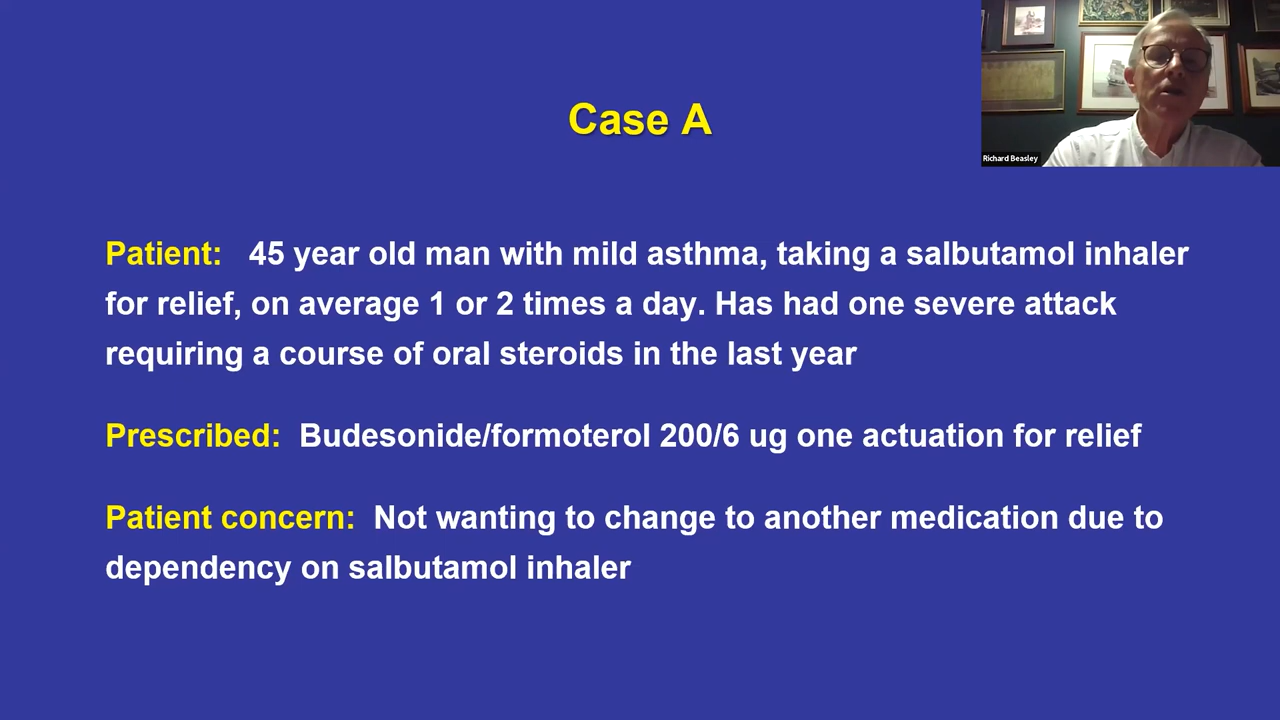 Case A
Richard Beasley
Patient: 45 year old man with mild asthma, taking a salbutamol inhaler
for relief, on average 1 or 2 times a day. Has had one severe attack
requiring a course of oral steroids in the last year
Prescribed: Budesonide/formoterol 200/6 ug one actuation for relief
Patient concern: Not wanting to change to another medication due to
dependency on salbutamol inhaler